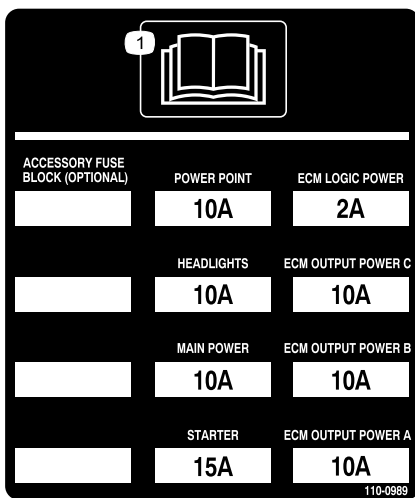 1
ACCESSORY FUSE
BLOCK (OPTIONAL)
POWER POINT
ECM LOGIC POWER
10A
2A
HEADLIGHTS
ECM OUTPUT POWER C
10A
10A
MAIN POWER
ECM OUTPUT POWER B
10A
10A
STARTER
ECM OUTPUT POWER A
15A
10A
110-0989